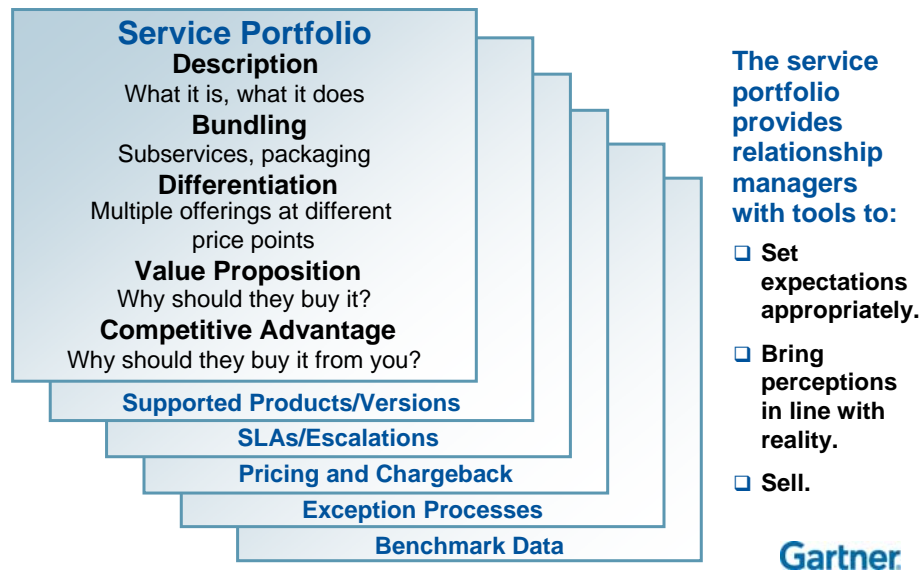 Service Portfolio
Description
What it is, what it does
Bundling
Subservices, packaging
Differentiation
Multiple offerings at different
price points
Value Proposition
Why should they buy it?
Competitive Advantage
Why should they buy it from you?
Supported Products/Versions
SLAs/Escalations
Pricing and Chargeback
Exception Processes
Benchmark Data
The service
portfolio
provides
relationship
managers
with tools to:
❑ Set
expectations
appropriately.
❑ Bring
perceptions
in line with
reality.
❑ Sell.
Gartner.